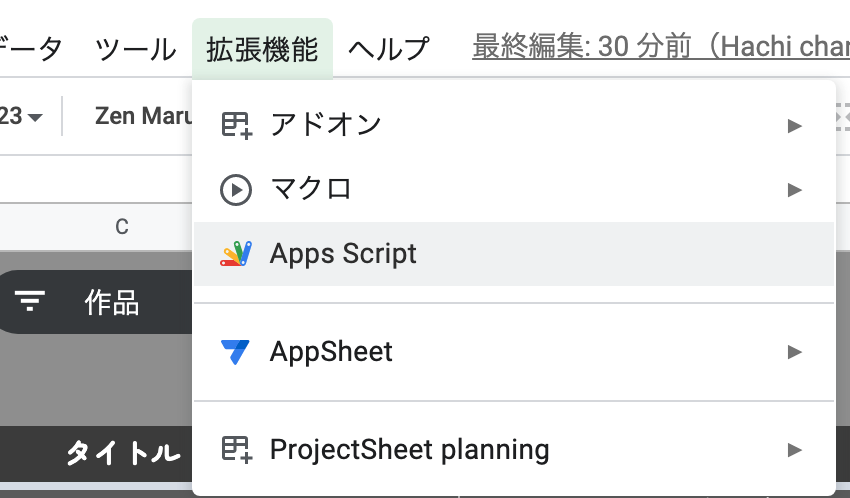 データ ツール 拡張機能 ヘルプ 最終編集: 30 分前 (Hachi chan
23 Zen Maru
アドオン
マクロ
C
Apps Script
作品
AppSheet
タイトル
ProjectSheet planning